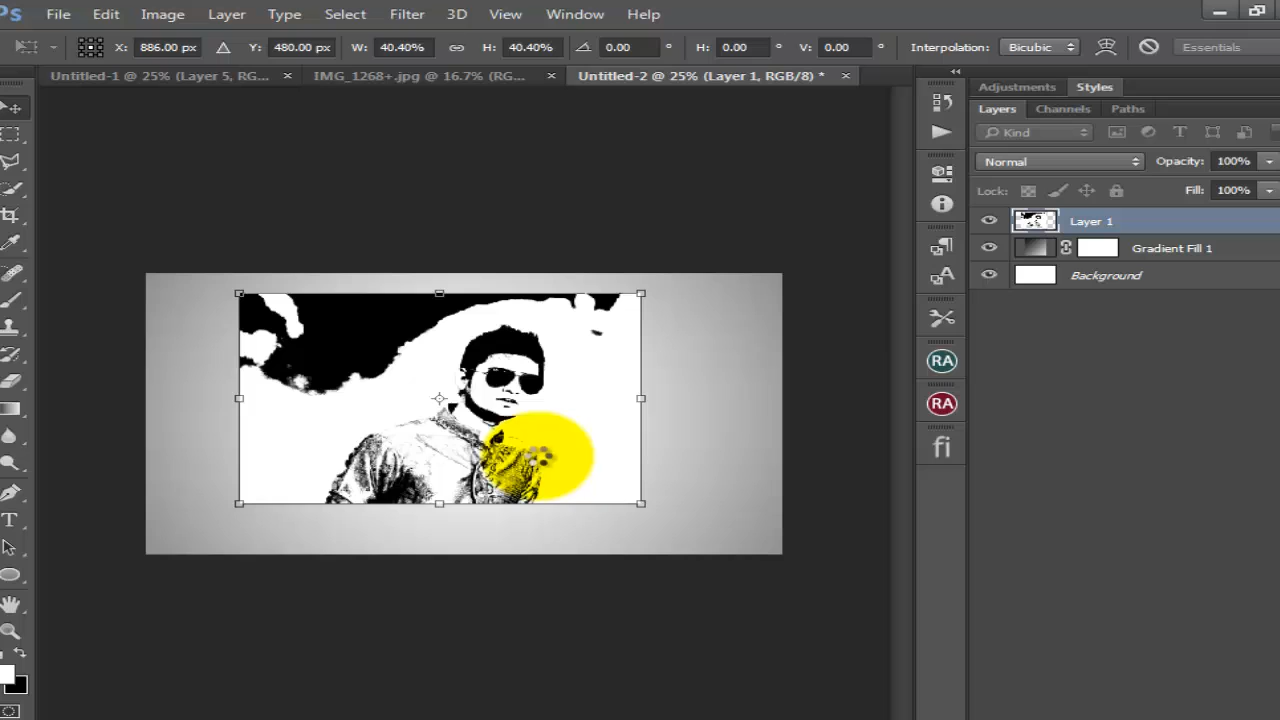 Ps File Edit Image Layer Type Select Filter 3D View Window Help
X: 886.00 px Y: 480.00 px W: 40.40% H: 40.40% 0.00 ° H: 0.00 ° V: 0.00 ° Interpolation: Bicubic Essentials
Untitled-1 @ 25% (Layer 5, RG... × IMG_1268+.jpg @ 16.7% (RG... × Untitled-2 @ 25% (Layer 1, RGB/8) * ×
Adjustments Styles
Layers Channels Paths
Kind
Normal Opacity: 100%
Lock: Fill: 100%
Layer 1
Gradient Fill 1
Background
RA
RA
fi